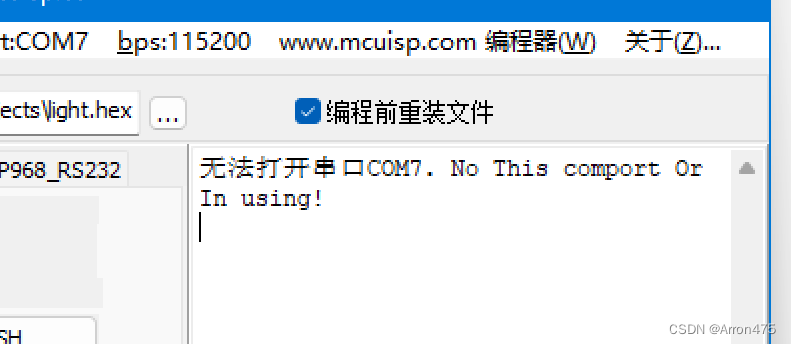 t:COM7 bps:115200 www.mcuisp.com 编程器(W) 关于(Z)...
ects\light.hex ... 编程前重装文件
P968_RS232
无法打开串口COM7. No This comport Or
In using!
SH
CSDN @Arron475